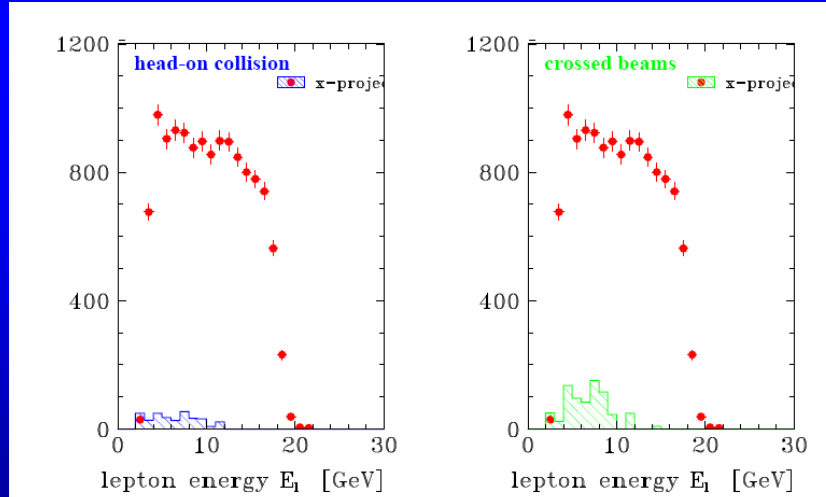 1200
head-on collision
x-proje
800
400
0
0 10 20 30
lepton energy E_l [GeV]
1200
crossed beams
x-proje
800
400
0
0 10 20 30
lepton energy E_l [GeV]